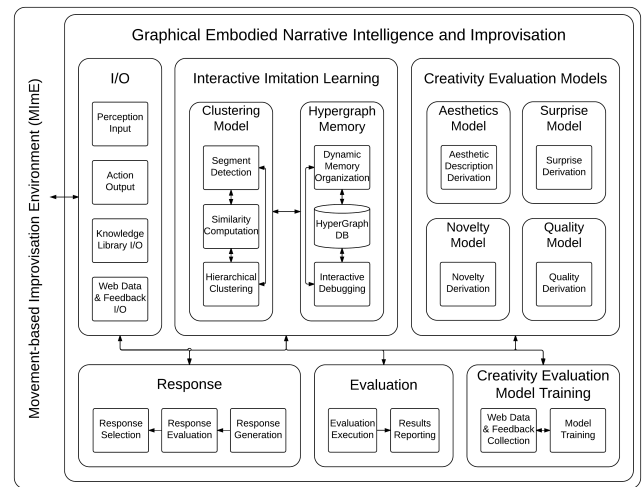 Movement-based Improvisation Environment (MImE)
Graphical Embodied Narrative Intelligence and Improvisation
I/O
Perception
Input
Action
Output
Knowledge
Library I/O
Web Data
& Feedback
I/O
Interactive Imitation Learning
Clustering
Model
Segment
Detection
Similarity
Computation
Hierarchical
Clustering
Hypergraph
Memory
Dynamic
Memory
Organization
HyperGraph
DB
Interactive
Debugging
Creativity Evaluation Models
Aesthetics
Model
Aesthetic
Description
Derivation
Surprise
Model
Surprise
Derivation
Novelty
Model
Novelty
Derivation
Quality
Model
Quality
Derivation
Response
Response
Selection
Response
Evaluation
Response
Generation
Evaluation
Evaluation
Execution
Results
Reporting
Creativity Evaluation
Model Training
Web Data
& Feedback
Collection
Model
Training